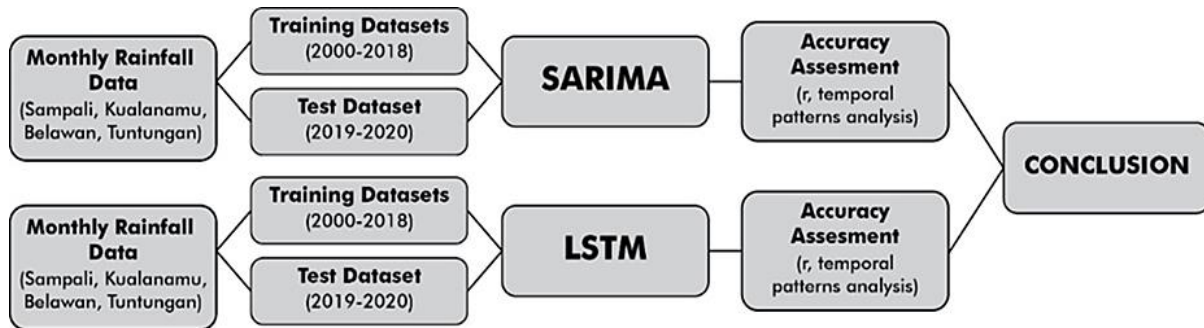 Monthly Rainfall
Data
(Sampali, Kualanamu,
Belawan, Tuntungan)
Training Datasets
(2000-2018)
Test Dataset
(2019-2020)
SARIMA
Accuracy
Assesment
(r, temporal
patterns analysis)
Monthly Rainfall
Data
(Sampali, Kualanamu,
Belawan, Tuntungan)
Training Datasets
(2000-2018)
Test Dataset
(2019-2020)
LSTM
Accuracy
Assesment
(r, temporal
patterns analysis)
CONCLUSION